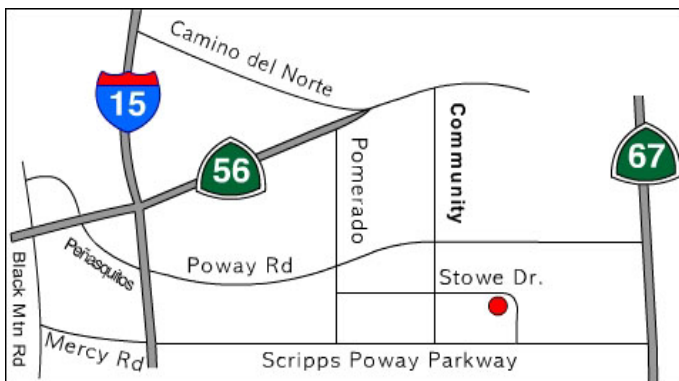 Camino del Norte
15
56
67
Pomerado
Community
Black Mtn Rd
Peñasquitos
Poway Rd
Stowe Dr.
Mercy Rd
Scripps Poway Parkway